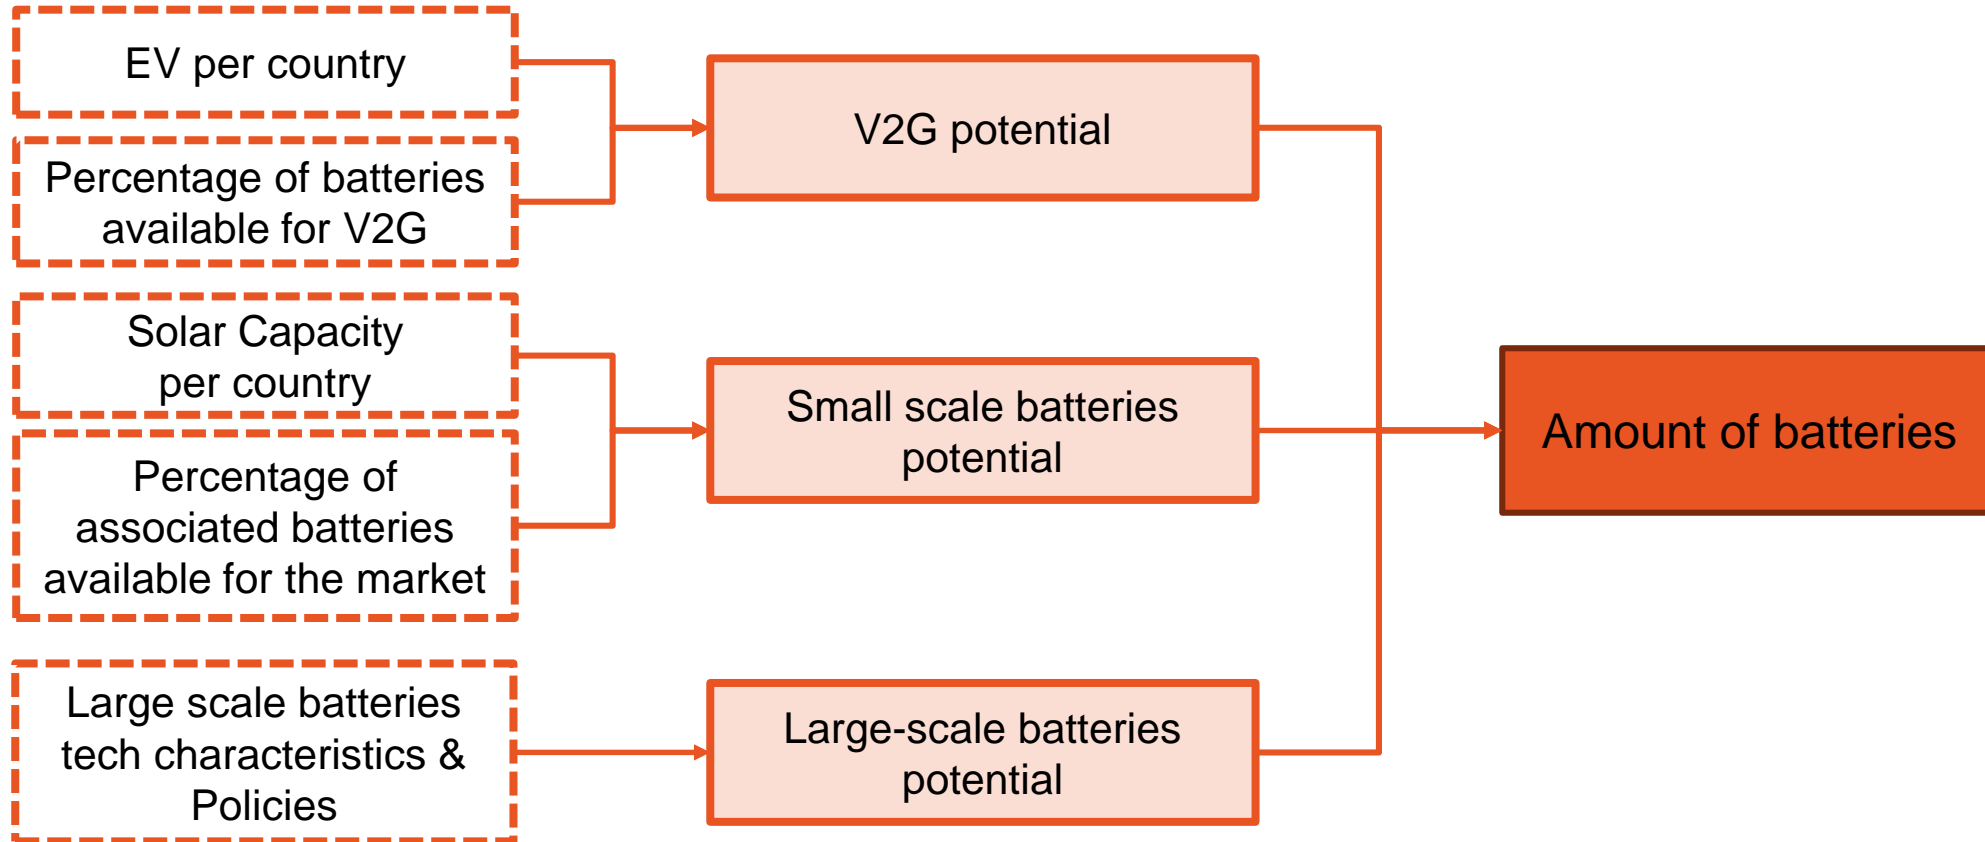 EV per country
Percentage of batteries
available for V2G
V2G potential
Solar Capacity
per country
Percentage of
associated batteries
available for the market
Small scale batteries
potential
Large scale batteries
tech characteristics &
Policies
Large-scale batteries
potential
Amount of batteries